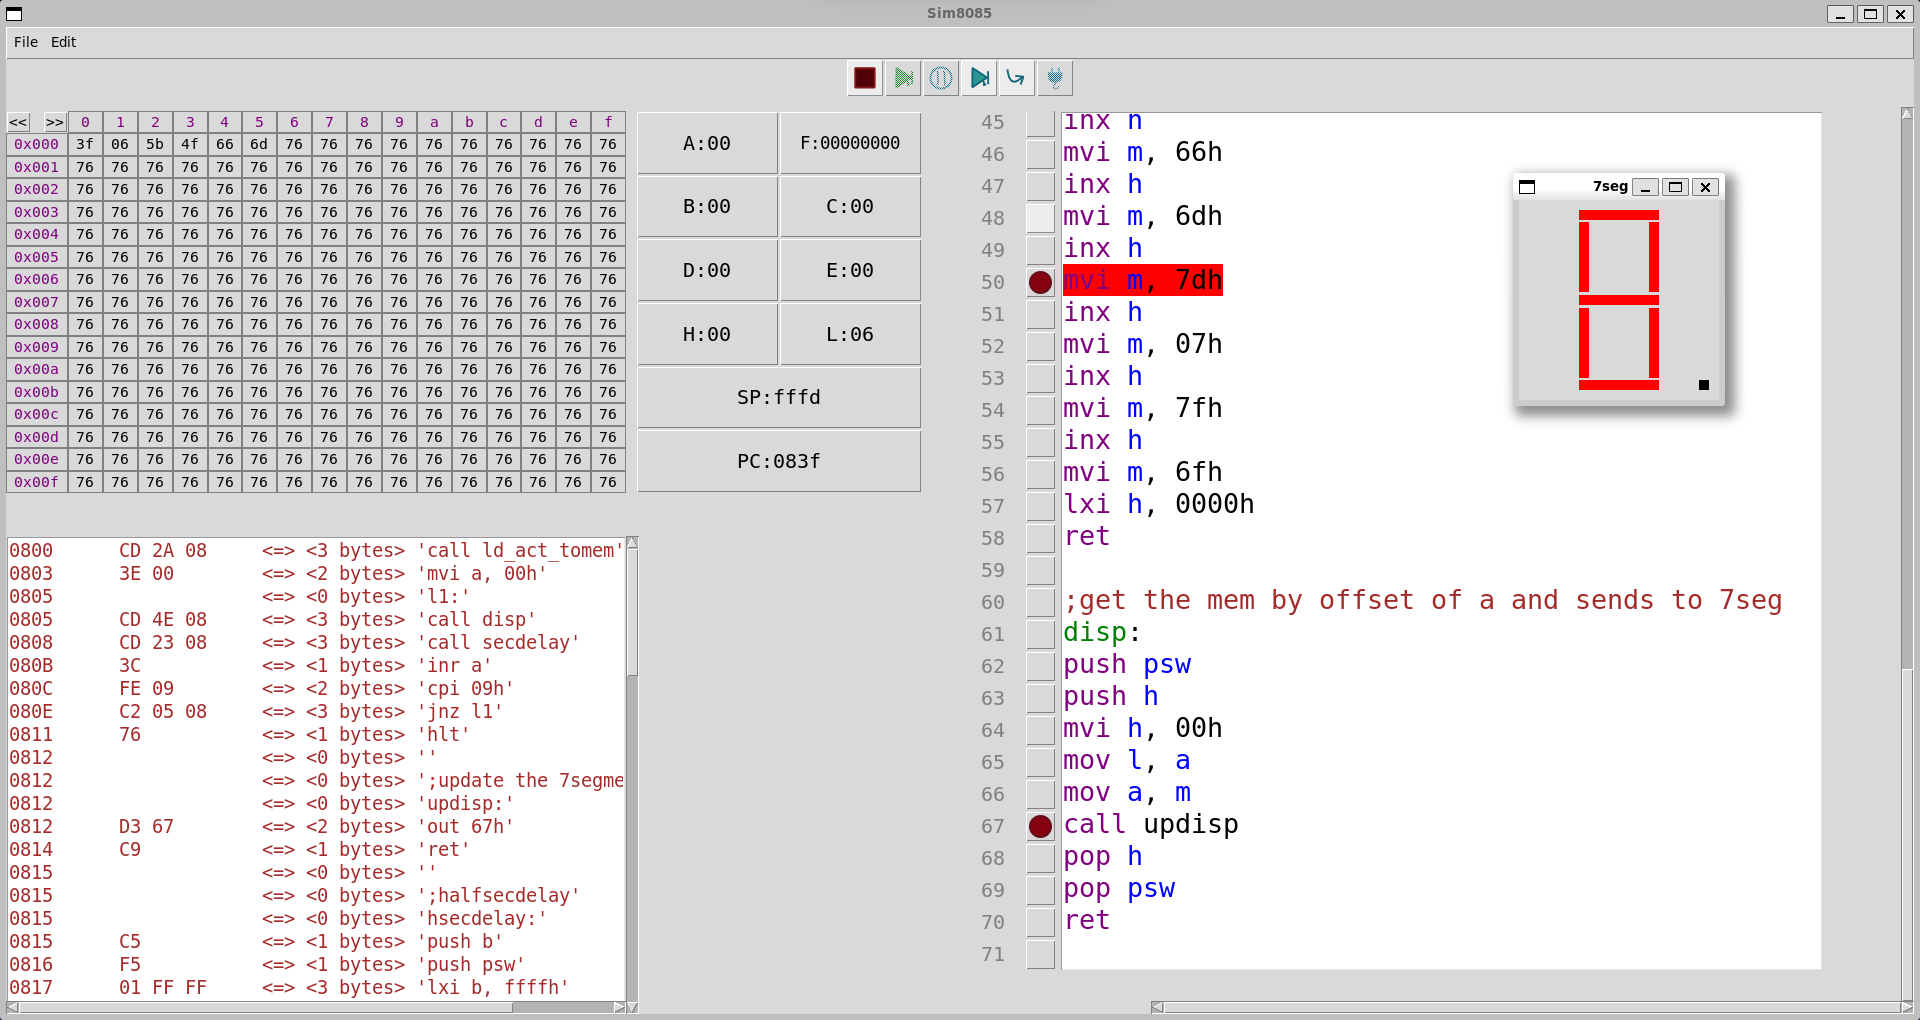 Sim8085
File Edit
<< >> 0 1 2 3 4 5 6 7 8 9 a b c d e f
0x000 3f 06 5b 4f 66 6d 76 76 76 76 76 76 76 76 76 76
0x001 76 76 76 76 76 76 76 76 76 76 76 76 76 76 76 76
0x002 76 76 76 76 76 76 76 76 76 76 76 76 76 76 76 76
0x003 76 76 76 76 76 76 76 76 76 76 76 76 76 76 76 76
0x004 76 76 76 76 76 76 76 76 76 76 76 76 76 76 76 76
0x005 76 76 76 76 76 76 76 76 76 76 76 76 76 76 76 76
0x006 76 76 76 76 76 76 76 76 76 76 76 76 76 76 76 76
0x007 76 76 76 76 76 76 76 76 76 76 76 76 76 76 76 76
0x008 76 76 76 76 76 76 76 76 76 76 76 76 76 76 76 76
0x009 76 76 76 76 76 76 76 76 76 76 76 76 76 76 76 76
0x00a 76 76 76 76 76 76 76 76 76 76 76 76 76 76 76 76
0x00b 76 76 76 76 76 76 76 76 76 76 76 76 76 76 76 76
0x00c 76 76 76 76 76 76 76 76 76 76 76 76 76 76 76 76
0x00d 76 76 76 76 76 76 76 76 76 76 76 76 76 76 76 76
0x00e 76 76 76 76 76 76 76 76 76 76 76 76 76 76 76 76
0x00f 76 76 76 76 76 76 76 76 76 76 76 76 76 76 76 76
A:00 F:00000000
B:00 C:00
D:00 E:00
H:00 L:06
SP:fffd
PC:083f
0800 CD 2A 08 <=> <3 bytes> 'call ld_act_tomem'
0803 3E 00 <=> <2 bytes> 'mvi a, 00h'
0805 <=> <0 bytes> 'l1:'
0805 CD 4E 08 <=> <3 bytes> 'call disp'
0808 CD 23 08 <=> <3 bytes> 'call secdelay'
080B 3C <=> <1 bytes> 'inr a'
080C FE 09 <=> <2 bytes> 'cpi 09h'
080E C2 05 08 <=> <3 bytes> 'jnz l1'
0811 76 <=> <1 bytes> 'hlt'
0812 <=> <0 bytes> ''
0812 <=> <0 bytes> ';update the 7segme
0812 <=> <0 bytes> 'updisp:'
0812 D3 67 <=> <2 bytes> 'out 67h'
0814 C9 <=> <1 bytes> 'ret'
0815 <=> <0 bytes> ''
0815 <=> <0 bytes> ';halfsecdelay'
0815 <=> <0 bytes> 'hsecdelay:'
0815 C5 <=> <1 bytes> 'push b'
0816 F5 <=> <1 bytes> 'push psw'
0817 01 FF FF <=> <3 bytes> 'lxi b, ffffh'
45 inx h
46 mvi m, 66h
47 inx h
48 mvi m, 6dh
49 inx h
50 mvi m, 7dh
51 inx h
52 mvi m, 07h
53 inx h
54 mvi m, 7fh
55 inx h
56 mvi m, 6fh
57 lxi h, 0000h
58 ret
59
60 ;get the mem by offset of a and sends to 7seg
61 disp:
62 push psw
63 push h
64 mvi h, 00h
65 mov l, a
66 mov a, m
67 call updisp
68 pop h
69 pop psw
70 ret
71
7seg
8